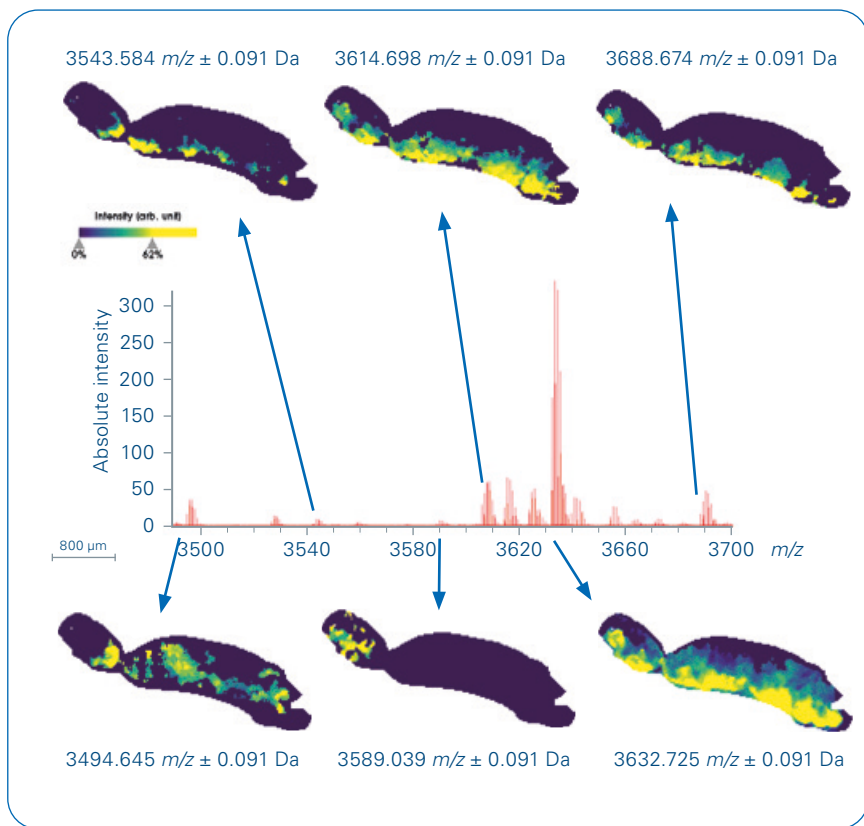 3543.584 m/z ± 0.091 Da
3614.698 m/z ± 0.091 Da
3688.674 m/z ± 0.091 Da
Intensity (arb. unit)
0%
62%
Absolute intensity
300
250
200
150
100
50
0
3500
3540
3580
3620
3660
3700
m/z
800 µm
3494.645 m/z ± 0.091 Da
3589.039 m/z ± 0.091 Da
3632.725 m/z ± 0.091 Da